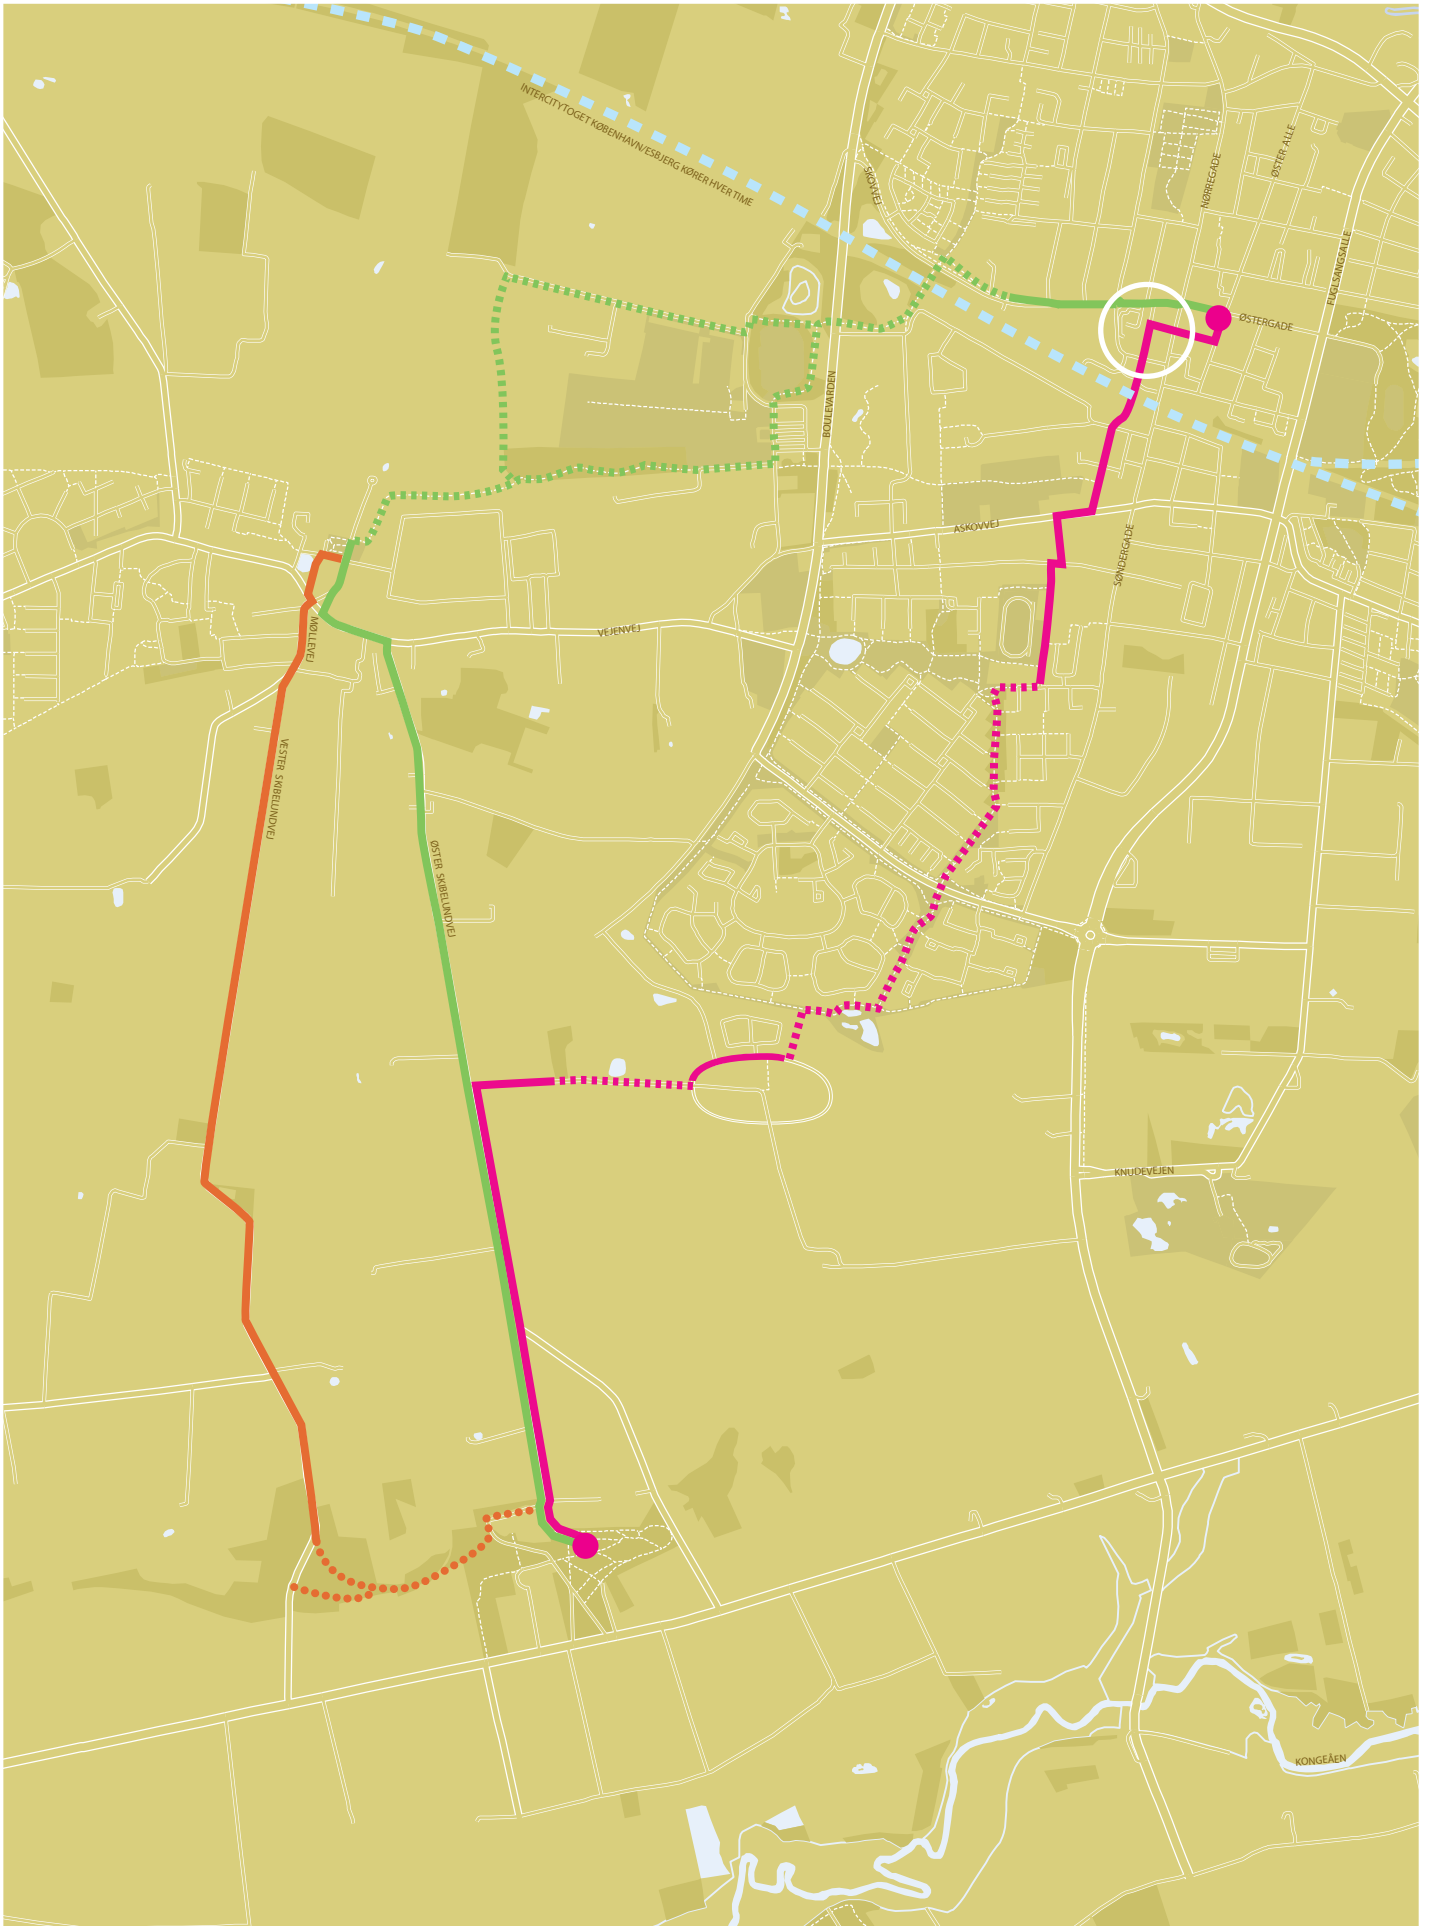 INTERCITYTOGET KØBENHAVN/ESBJERG KØRER HVER TIME
SKOVVEJ
NØRREGADE
ØSTER ALLE
FUGLSANGSALLE
ØSTERGADE
BOULEVARDEN
ASKOVVEJ
SØNDERGADE
MØLLEVEJ
VEJENVEJ
VESTER SKIBELUNDVEJ
ØSTER SKIBELUNDVEJ
KNUDEVEJEN
KONGEÅEN